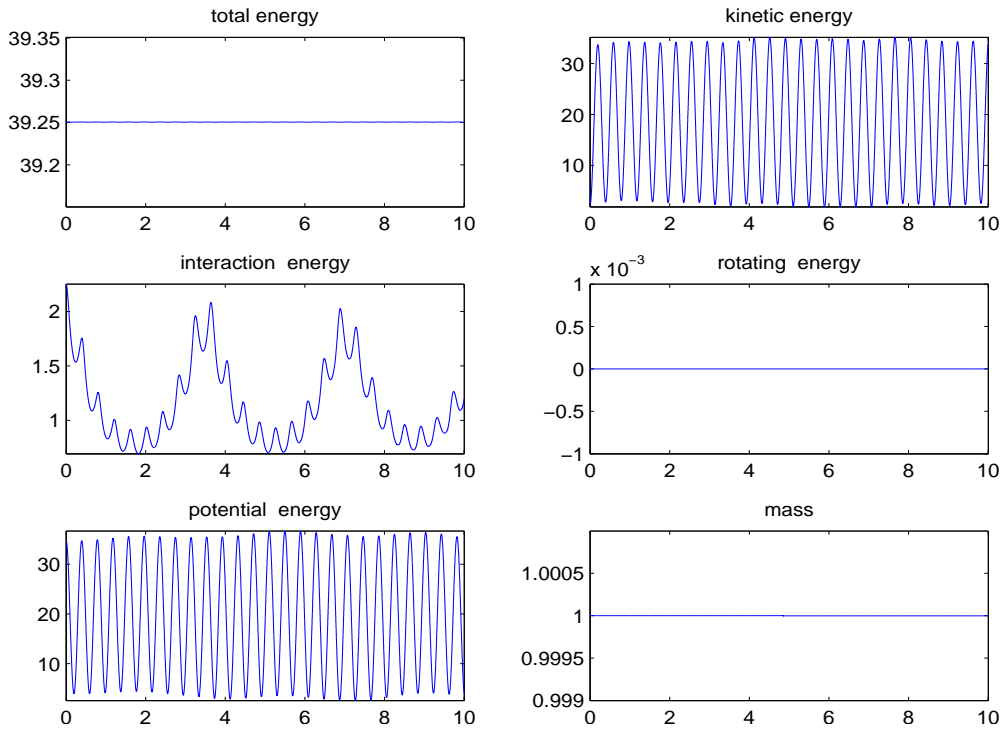 total energy
39.35
39.3
39.25
39.2
0 2 4 6 8 10
kinetic energy
30
20
10
0 2 4 6 8 10
interaction energy
2
1.5
1
0 2 4 6 8 10
rotating energy
x 10⁻³
1
0.5
0
−0.5
−1
0 2 4 6 8 10
potential energy
30
20
10
0 2 4 6 8 10
mass
1.0005
1
0.9995
0.999
0 2 4 6 8 10